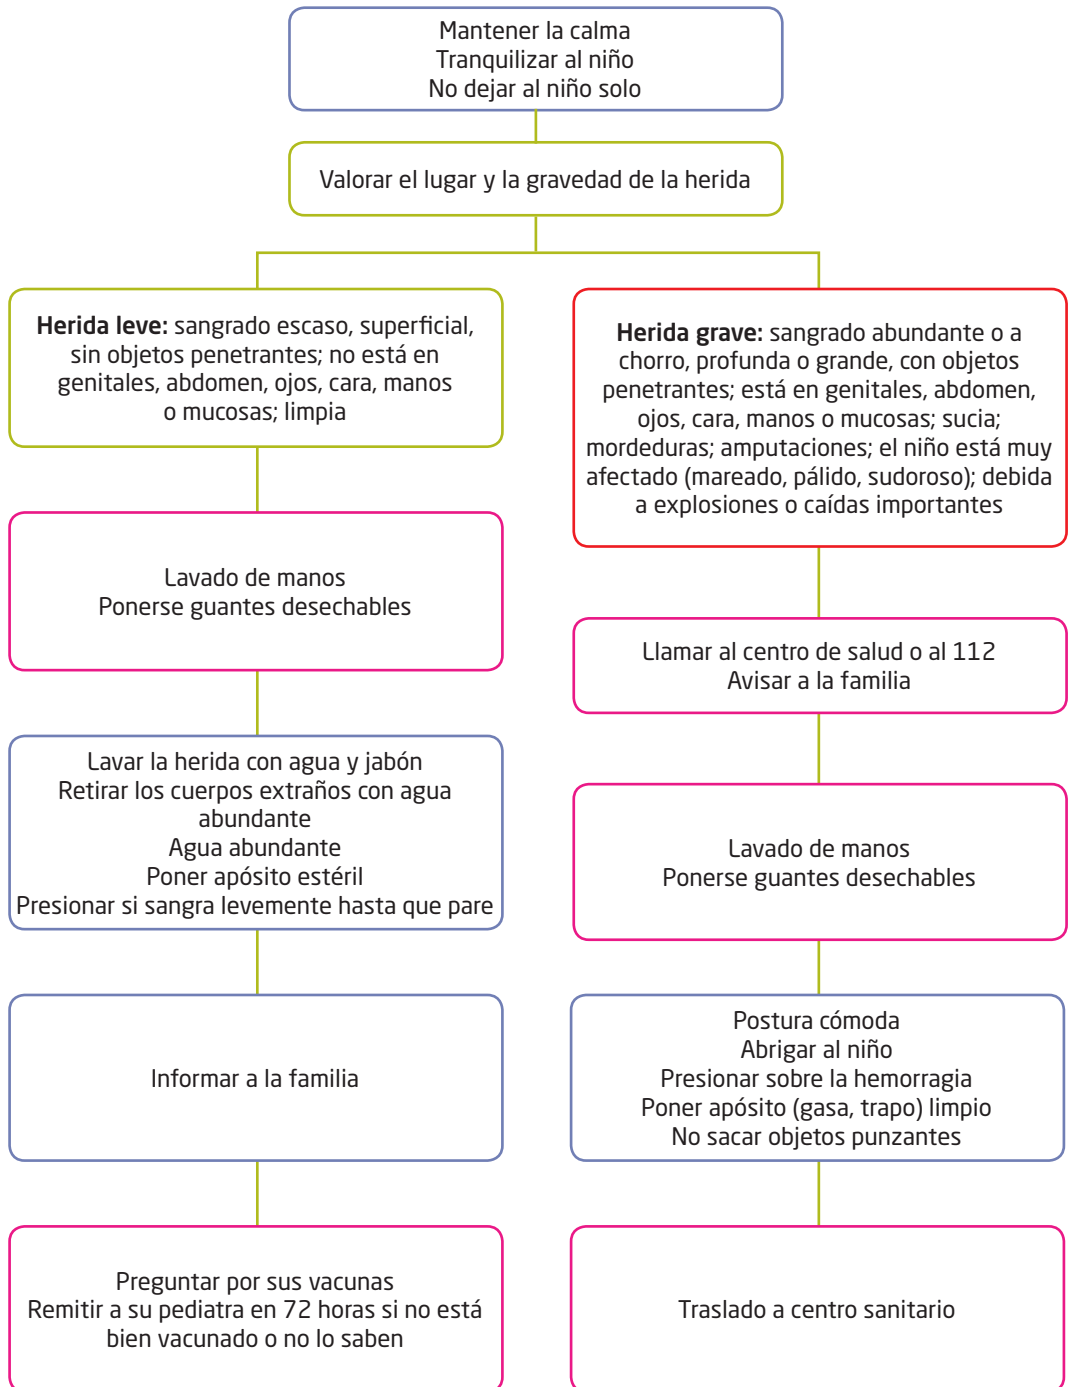 Mantener la calma
Tranquilizar al niño
No dejar al niño solo
Valorar el lugar y la gravedad de la herida
Herida leve: sangrado escaso, superficial,
sin objetos penetrantes; no está en
genitales, abdomen, ojos, cara, manos
o mucosas; limpia
Lavado de manos
Ponerse guantes desechables
Lavar la herida con agua y jabón
Retirar los cuerpos extraños con agua
abundante
Agua abundante
Poner apósito estéril
Presionar si sangra levemente hasta que pare
Informar a la familia
Preguntar por sus vacunas
Remitir a su pediatra en 72 horas si no está
bien vacunado o no lo saben
Herida grave: sangrado abundante o a
chorro, profunda o grande, con objetos
penetrantes; está en genitales, abdomen,
ojos, cara, manos o mucosas; sucia;
mordeduras; amputaciones; el niño está muy
afectado (mareado, pálido, sudoroso); debida
a explosiones o caídas importantes
Llamar al centro de salud o al 112
Avisar a la familia
Lavado de manos
Ponerse guantes desechables
Postura cómoda
Abrigar al niño
Presionar sobre la hemorragia
Poner apósito (gasa, trapo) limpio
No sacar objetos punzantes
Traslado a centro sanitario